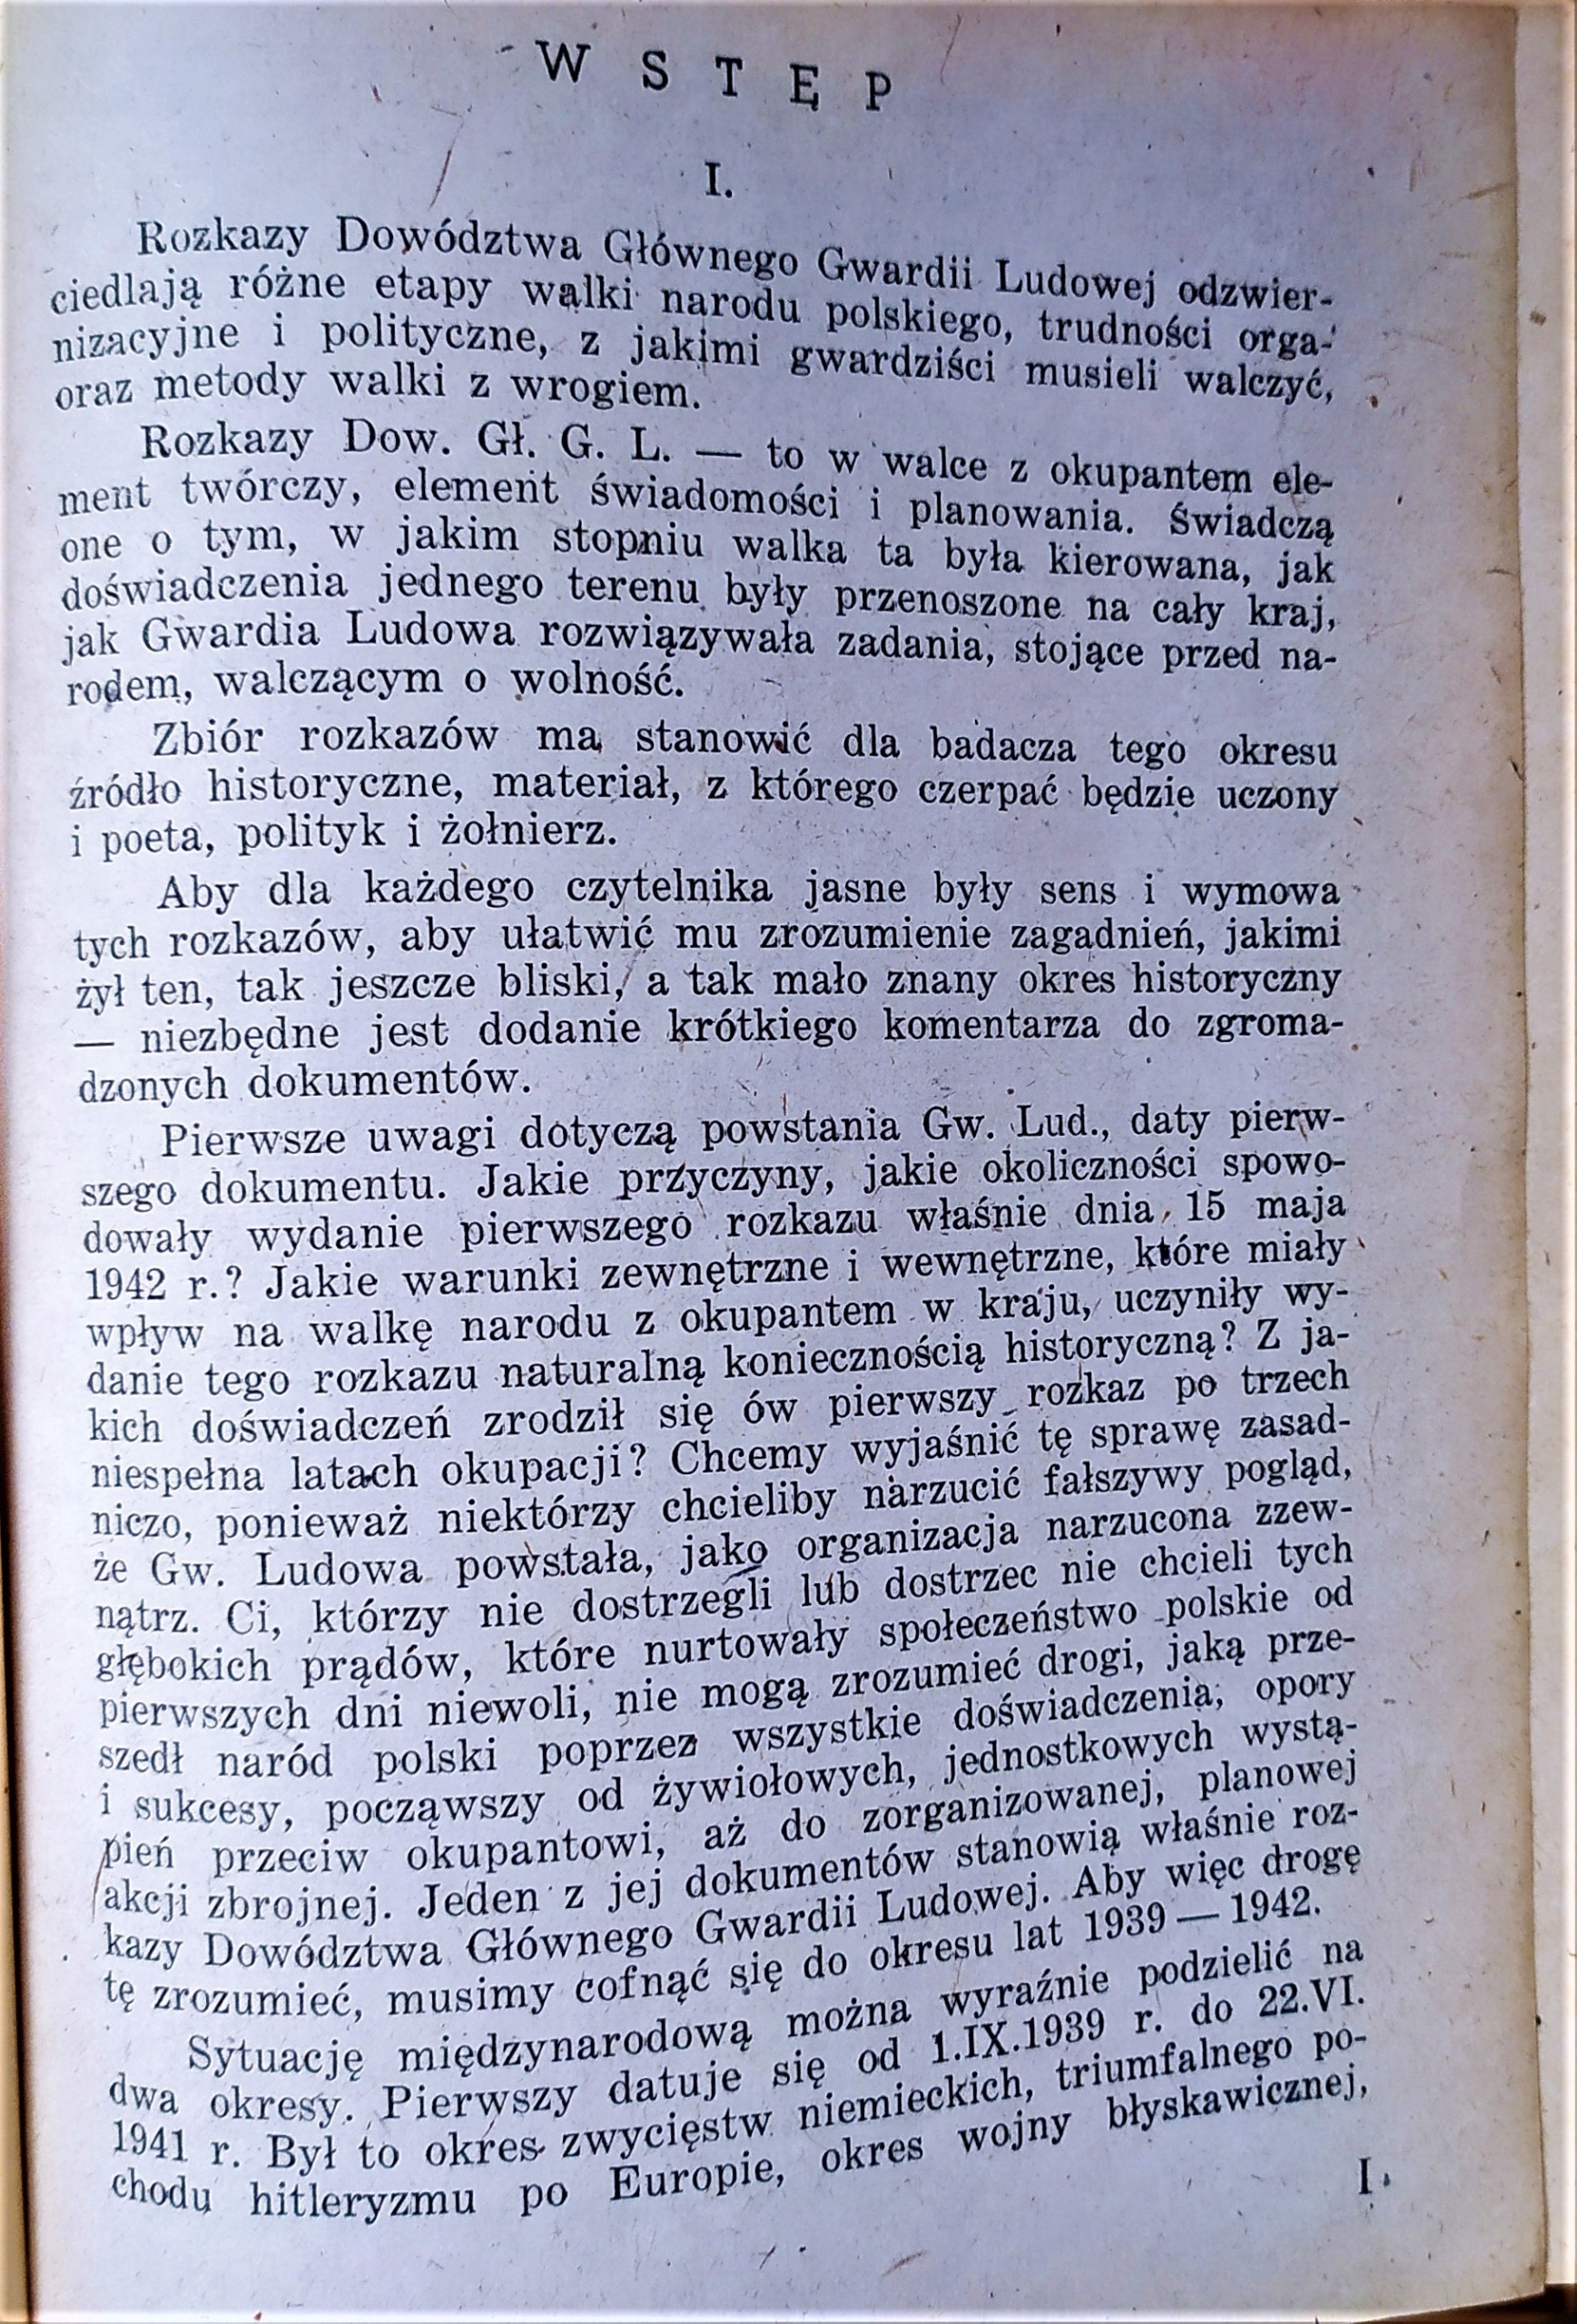 WSTĘP
I.
Rozkazy Dowództwa Głównego Gwardii Ludowej odzwier-
ciedlają różne etapy walki narodu polskiego, trudności orga-
nizacyjne i polityczne, z jakimi gwardziści musieli walczyć,
oraz metody walki z wrogiem.
Rozkazy Dow. Gł. G. L. — to w walce z okupantem ele-
ment twórczy, element świadomości i planowania. Świadczą
one o tym, w jakim stopniu walka ta była kierowana, jak
doświadczenia jednego terenu były przenoszone na cały kraj,
jak Gwardia Ludowa rozwiązywała zadania, stojące przed na-
rodem, walczącym o wolność.
Zbiór rozkazów ma stanowić dla badacza tego okresu
źródło historyczne, materiał, z którego czerpać będzie uczony
i poeta, polityk i żołnierz.
Aby dla każdego czytelnika jasne były sens i wymowa
tych rozkazów, aby ułatwić mu zrozumienie zagadnień, jakimi
żył ten, tak jeszcze bliski, a tak mało znany okres historyczny
— niezbędne jest dodanie krótkiego komentarza do zgroma-
dzonych dokumentów.
Pierwsze uwagi dotyczą powstania Gw. Lud., daty pierw-
szego dokumentu. Jakie przyczyny, jakie okoliczności spowo-
dowały wydanie pierwszego rozkazu właśnie dnia 15 maja
1942 r.? Jakie warunki zewnętrzne i wewnętrzne, które miały
wpływ na walkę narodu z okupantem w kraju, uczyniły wy-
danie tego rozkazu naturalną koniecznością historyczną? Z ja-
kich doświadczeń zrodził się ów pierwszy rozkaz po trzech
niespełna latach okupacji? Chcemy wyjaśnić tę sprawę zasad-
niczo, ponieważ niektórzy chcieliby narzucić fałszywy pogląd,
że Gw. Ludowa powstała, jako organizacja narzucona zzew-
nątrz. Ci, którzy nie dostrzegli lub dostrzec nie chcieli tych
głębokich prądów, które nurtowały społeczeństwo polskie od
pierwszych dni niewoli, nie mogą zrozumieć drogi, jaką prze-
szedł naród polski poprzez wszystkie doświadczenia, opory
i sukcesy, począwszy od żywiołowych, jednostkowych wystą-
pień przeciw okupantowi, aż do zorganizowanej, planowej
akcji zbrojnej. Jeden z jej dokumentów stanowią właśnie roz-
kazy Dowództwa Głównego Gwardii Ludowej. Aby więc drogę
tę zrozumieć, musimy cofnąć się do okresu lat 1939 — 1942.
Sytuację międzynarodową można wyraźnie podzielić na
dwa okresy. Pierwszy datuje się od 1.IX.1939 r. do 22.VI.
1941 r. Był to okres zwycięstw niemieckich, triumfalnego po-
chodu hitleryzmu po Europie, okres wojny błyskawicznej,
I